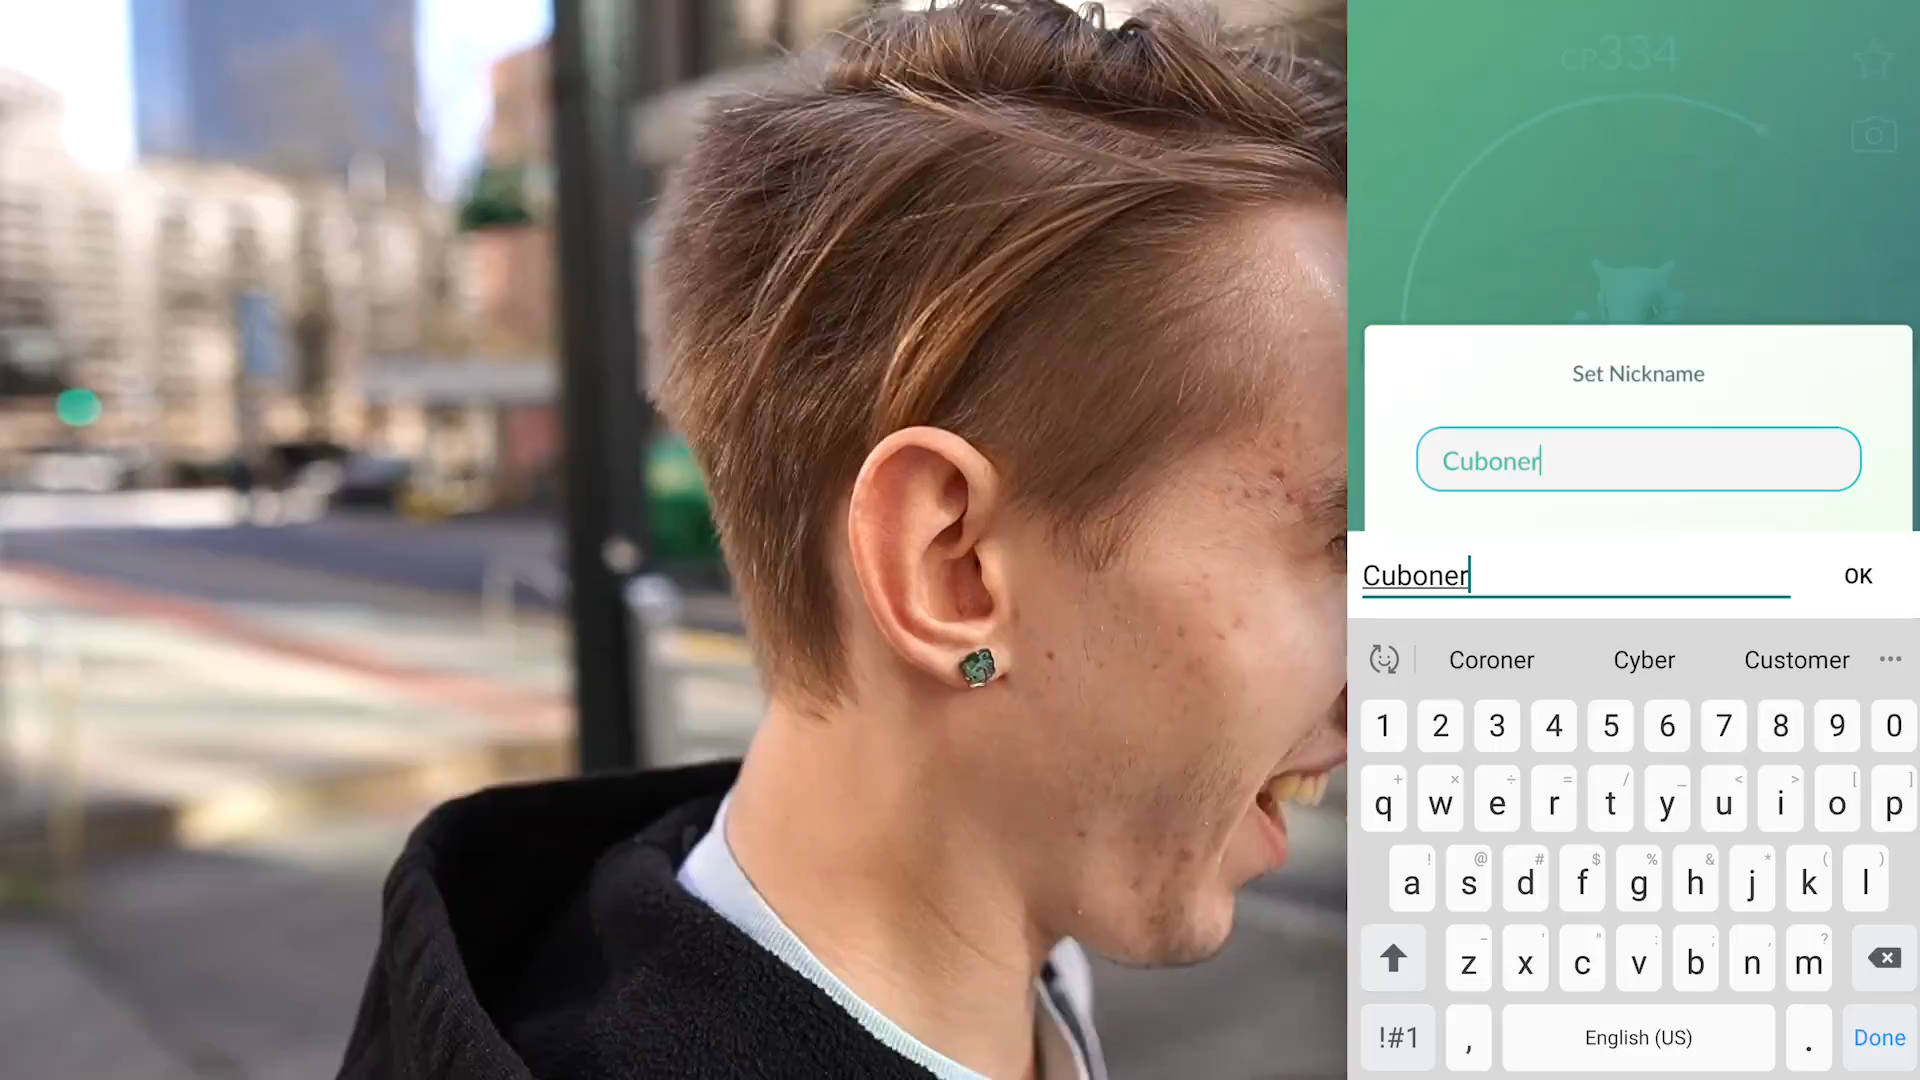 CP334
Set Nickname
Cuboner
Cuboner OK
Coroner Cyber Customer
1 2 3 4 5 6 7 8 9 0
+ × ÷ = / _ < > [ ]
q w e r t y u i o p
! @ # $ % & * ( )
a s d f g h j k l
- ' " : ; , ?
z x c v b n m
!#1 , English (US) . Done